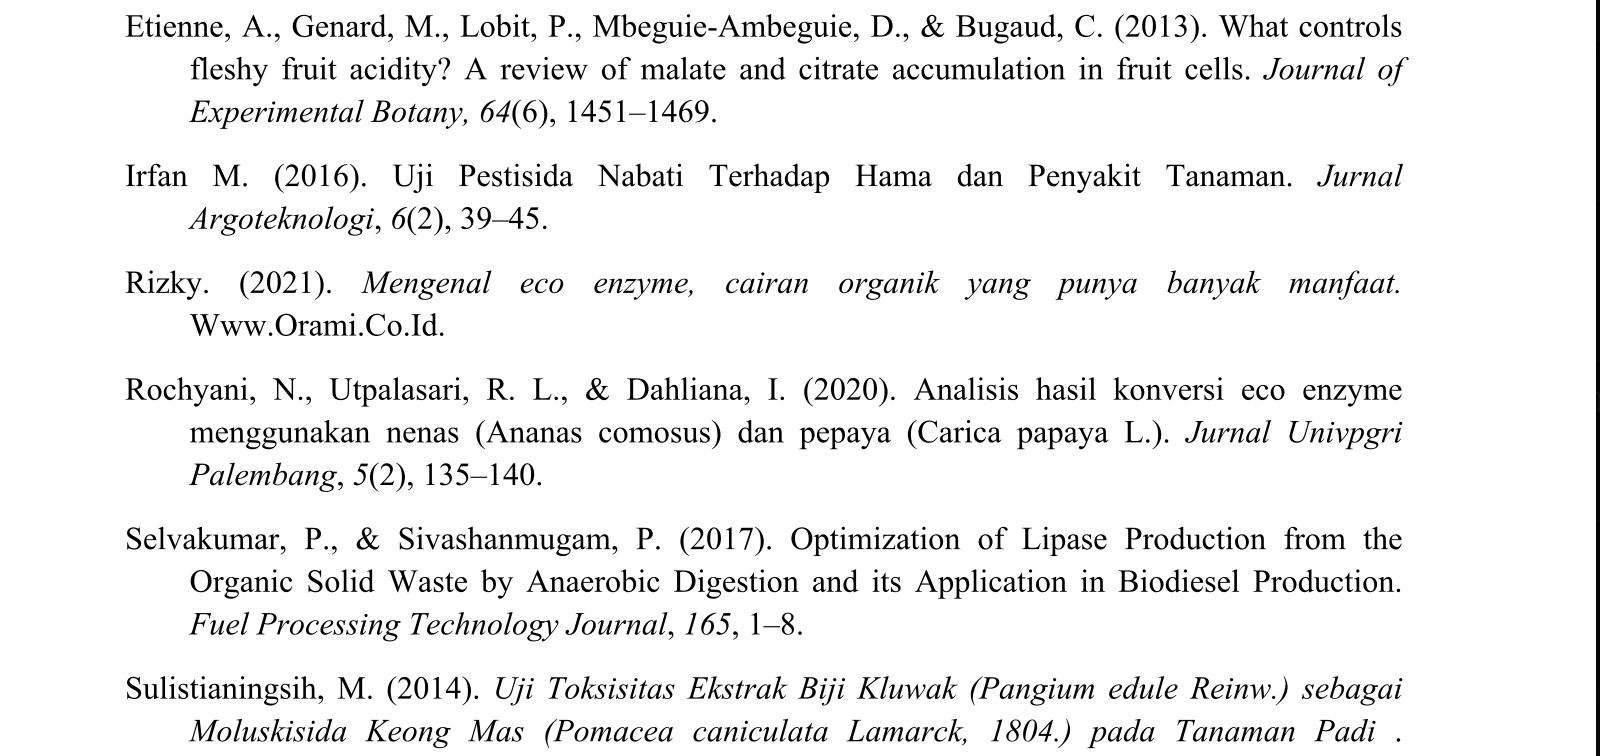 Etienne, A., Genard, M., Lobit, P., Mbeguie-Ambeguie, D., & Bugaud, C. (2013). What controls
fleshy fruit acidity? A review of malate and citrate accumulation in fruit cells. Journal of
Experimental Botany, 64(6), 1451–1469.
Irfan M. (2016). Uji Pestisida Nabati Terhadap Hama dan Penyakit Tanaman. Jurnal
Argoteknologi, 6(2), 39–45.
Rizky. (2021). Mengenal eco enzyme, cairan organik yang punya banyak manfaat.
Www.Orami.Co.Id.
Rochyani, N., Utpalasari, R. L., & Dahliana, I. (2020). Analisis hasil konversi eco enzyme
menggunakan nenas (Ananas comosus) dan pepaya (Carica papaya L.). Jurnal Univpgri
Palembang, 5(2), 135–140.
Selvakumar, P., & Sivashanmugam, P. (2017). Optimization of Lipase Production from the
Organic Solid Waste by Anaerobic Digestion and its Application in Biodiesel Production.
Fuel Processing Technology Journal, 165, 1–8.
Sulistianingsih, M. (2014). Uji Toksisitas Ekstrak Biji Kluwak (Pangium edule Reinw.) sebagai
Moluskisida Keong Mas (Pomacea caniculata Lamarck, 1804.) pada Tanaman Padi .